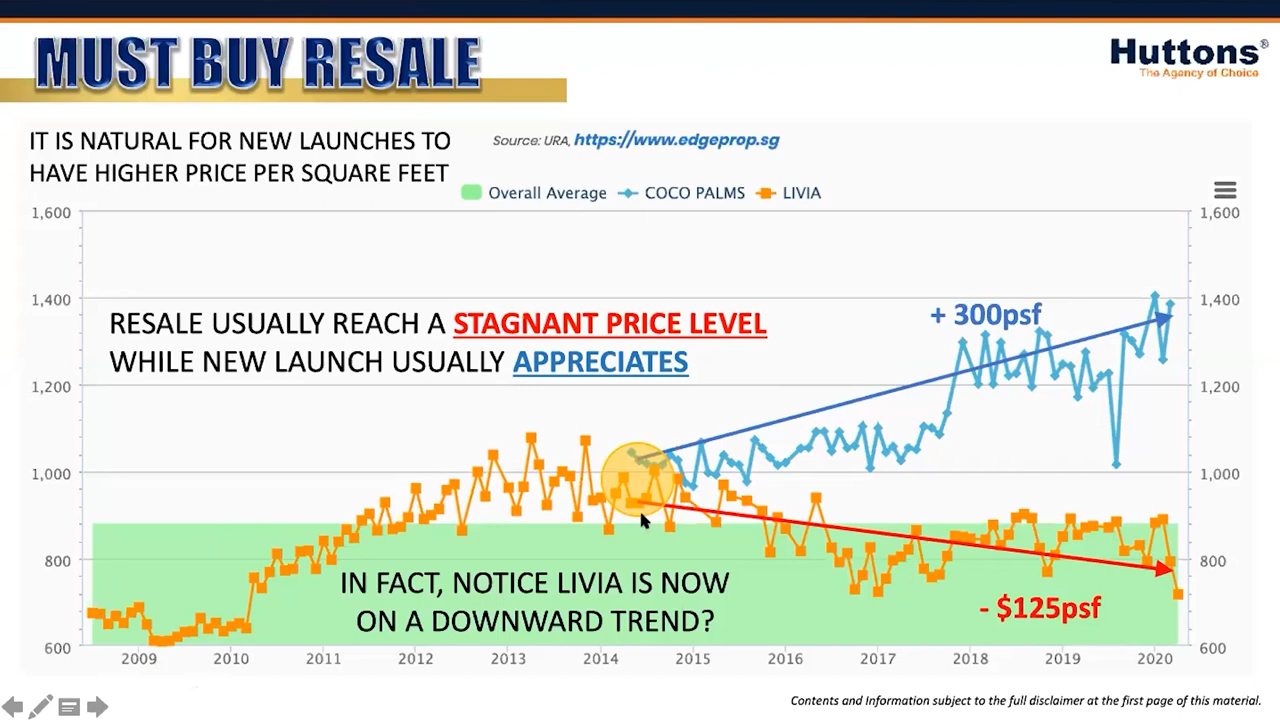 MUST BUY RESALE
Huttons®
The Agency of Choice
IT IS NATURAL FOR NEW LAUNCHES TO
HAVE HIGHER PRICE PER SQUARE FEET
Source: URA, https://www.edgeprop.sg
Overall Average COCO PALMS LIVIA
1,600 1,600
1,400 1,400
+ 300psf
RESALE USUALLY REACH A STAGNANT PRICE LEVEL
WHILE NEW LAUNCH USUALLY APPRECIATES
1,200 1,200
1,000 1,000
800 800
IN FACT, NOTICE LIVIA IS NOW
ON A DOWNWARD TREND?
- $125psf
600 600
2009 2010 2011 2012 2013 2014 2015 2016 2017 2018 2019 2020
Contents and Information subject to the full disclaimer at the first page of this material.